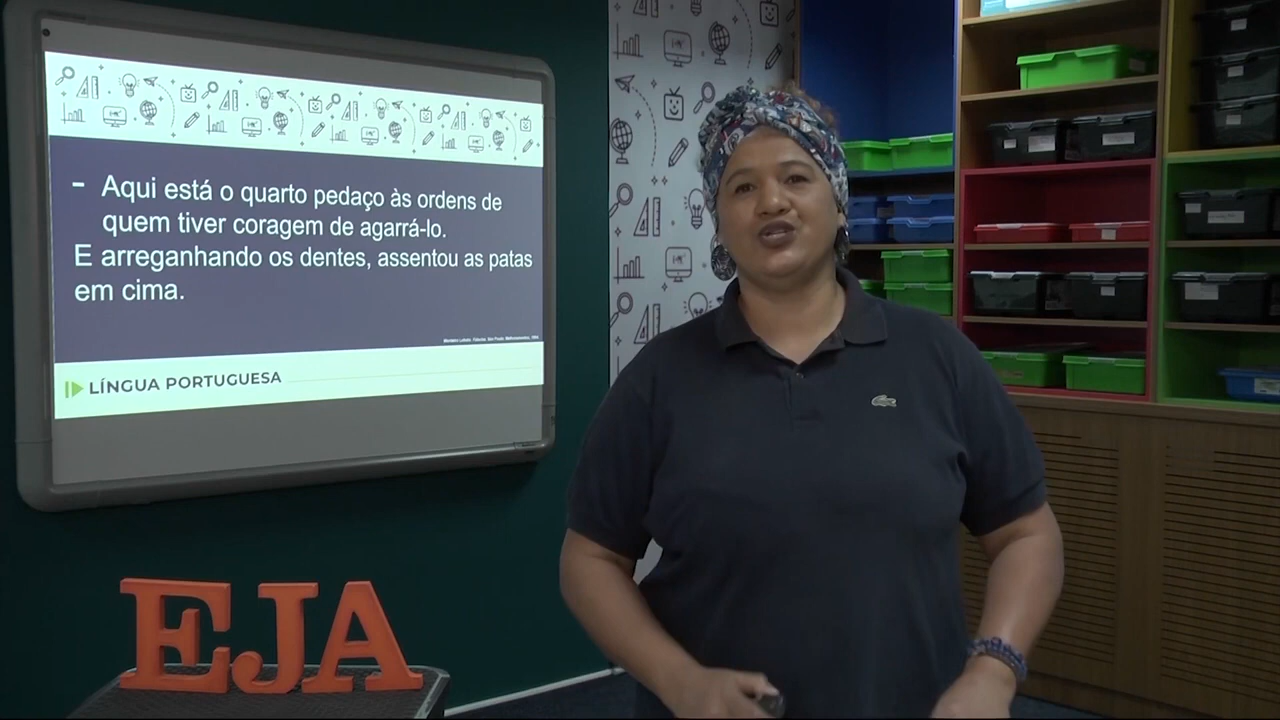 - Aqui está o quarto pedaço às ordens de
quem tiver coragem de agarrá-lo.
E arreganhando os dentes, assentou as patas
em cima.
LÍNGUA PORTUGUESA
EJA